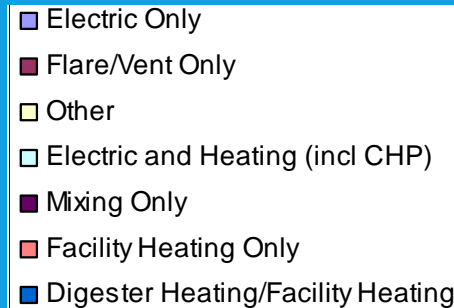 Electric Only
Flare/Vent Only
Other
Electric and Heating (incl CHP)
Mixing Only
Facility Heating Only
Digester Heating/Facility Heating